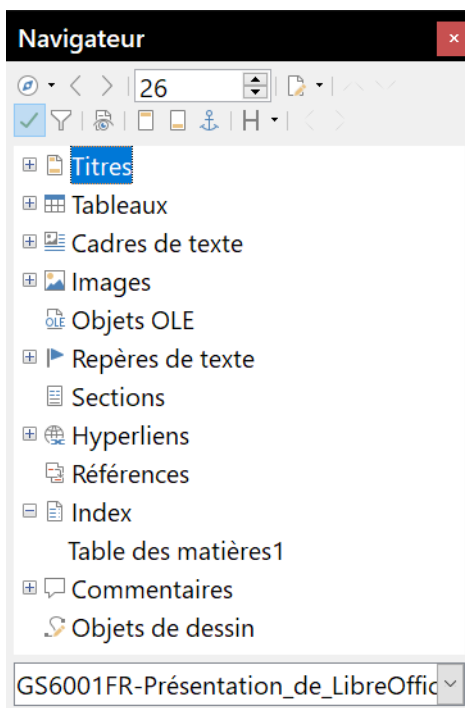 Navigateur
26
Titres
Tableaux
Cadres de texte
Images
OLE Objets OLE
Repères de texte
Sections
Hyperliens
Références
Index
Table des matières1
Commentaires
Objets de dessin
GS6001FR-Présentation_de_LibreOffic